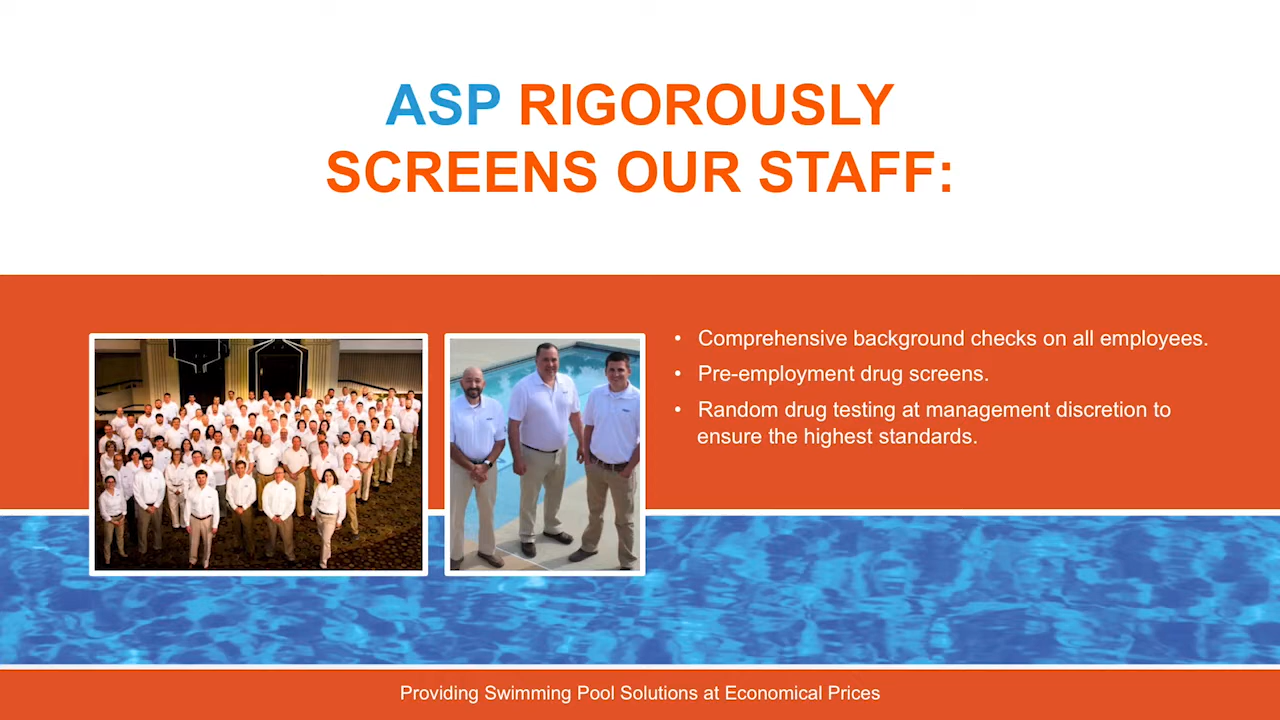 ASP RIGOROUSLY
SCREENS OUR STAFF:
• Comprehensive background checks on all employees.
• Pre-employment drug screens.
• Random drug testing at management discretion to
ensure the highest standards.
Providing Swimming Pool Solutions at Economical Prices